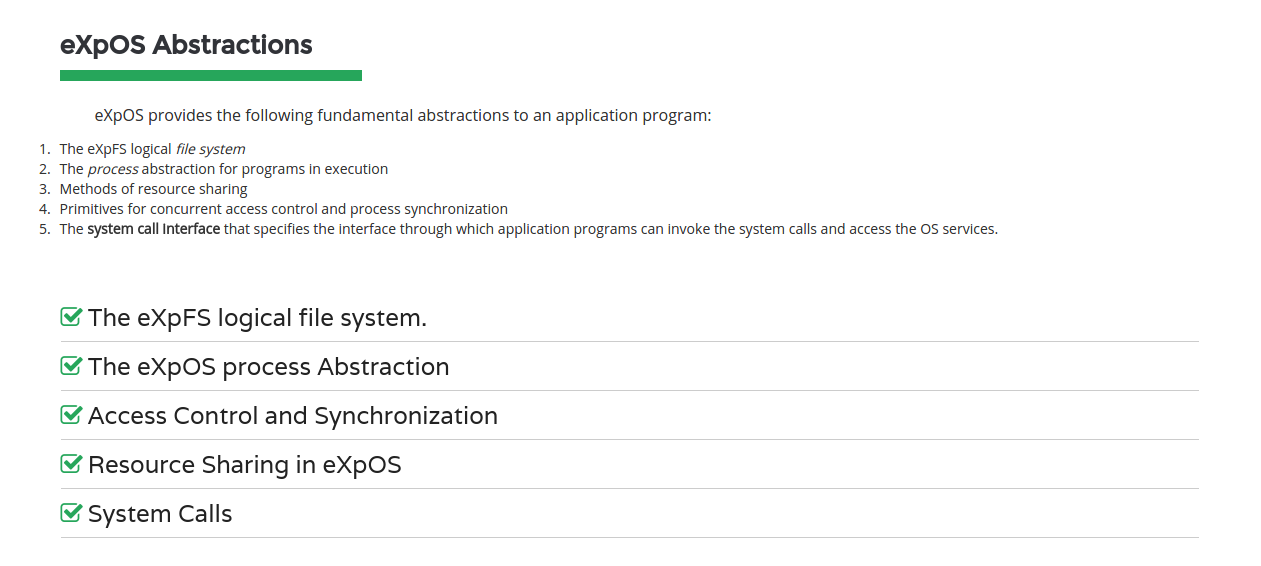 eXpOS Abstractions
eXpOS provides the following fundamental abstractions to an application program:
1. The eXpFS logical file system
2. The process abstraction for programs in execution
3. Methods of resource sharing
4. Primitives for concurrent access control and process synchronization
5. The system call Interface that specifies the interface through which application programs can invoke the system calls and access the OS services.
The eXpFS logical file system.
The eXpOS process Abstraction
Access Control and Synchronization
Resource Sharing in eXpOS
System Calls